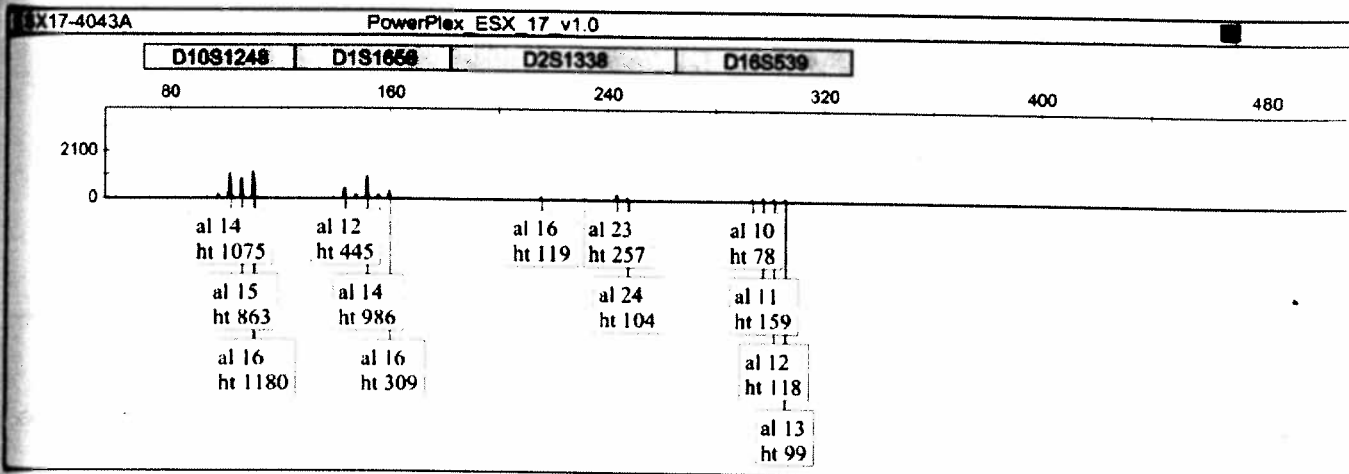 SX17-4043A PowerPlex_ESX_17_v1.0
D10S1248 D1S1656 D2S1338 D16S539
80 160 240 320 400 480
2100
0
al 14
ht 1075
al 15
ht 863
al 16
ht 1180
al 12
ht 445
al 14
ht 986
al 16
ht 309
al 16
ht 119
al 23
ht 257
al 24
ht 104
al 10
ht 78
al 11
ht 159
al 12
ht 118
al 13
ht 99